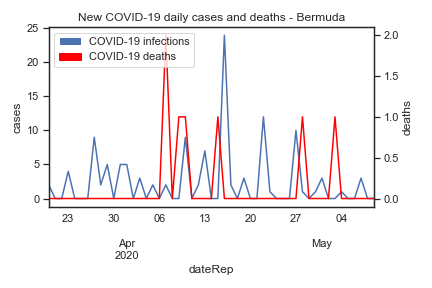 New COVID-19 daily cases and deaths - Bermuda
COVID-19 infections
COVID-19 deaths
25
20
15
10
5
0
cases
2.0
1.5
1.0
0.5
0.0
deaths
23 30 06 13 20 27 04
Apr May
2020
dateRep